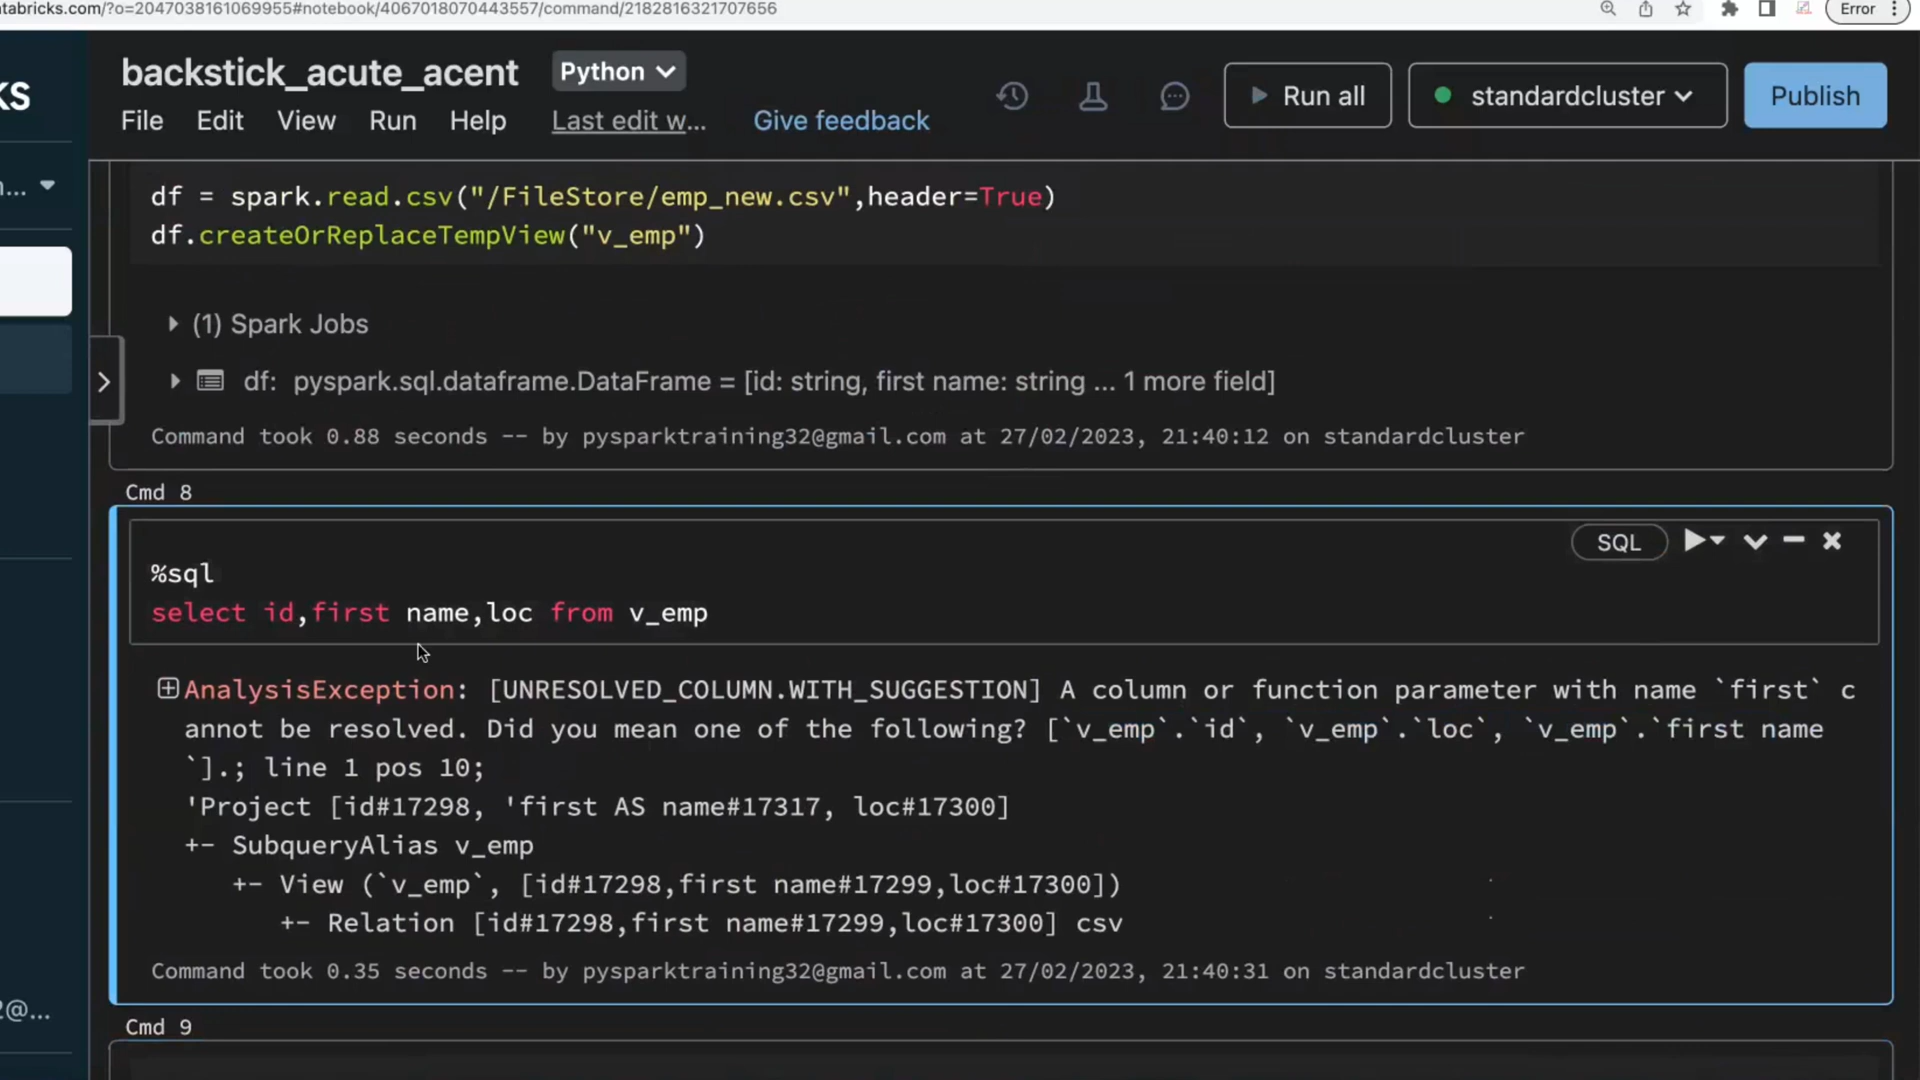 tabricks.com/?o=2047038161069955#notebook/4067018070443557/command/2182816321707656
Error
ks
backstick_acute_acent
Python
File Edit View Run Help Last edit w... Give feedback
Run all
standardcluster
Publish
n...
df = spark.read.csv("/FileStore/emp_new.csv",header=True)
df.createOrReplaceTempView("v_emp")
(1) Spark Jobs
df: pyspark.sql.dataframe.DataFrame = [id: string, first name: string ... 1 more field]
Command took 0.88 seconds -- by pysparktraining32@gmail.com at 27/02/2023, 21:40:12 on standardcluster
Cmd 8
SQL
%sql
select id,first name,loc from v_emp
AnalysisException: [UNRESOLVED_COLUMN.WITH_SUGGESTION] A column or function parameter with name `first` c
annot be resolved. Did you mean one of the following? [`v_emp`.`id`, `v_emp`.`loc`, `v_emp`.`first name
`].; line 1 pos 10;
'Project [id#17298, 'first AS name#17317, loc#17300]
+- SubqueryAlias v_emp
+- View (`v_emp`, [id#17298,first name#17299,loc#17300])
+- Relation [id#17298,first name#17299,loc#17300] csv
Command took 0.35 seconds -- by pysparktraining32@gmail.com at 27/02/2023, 21:40:31 on standardcluster
2@...
Cmd 9